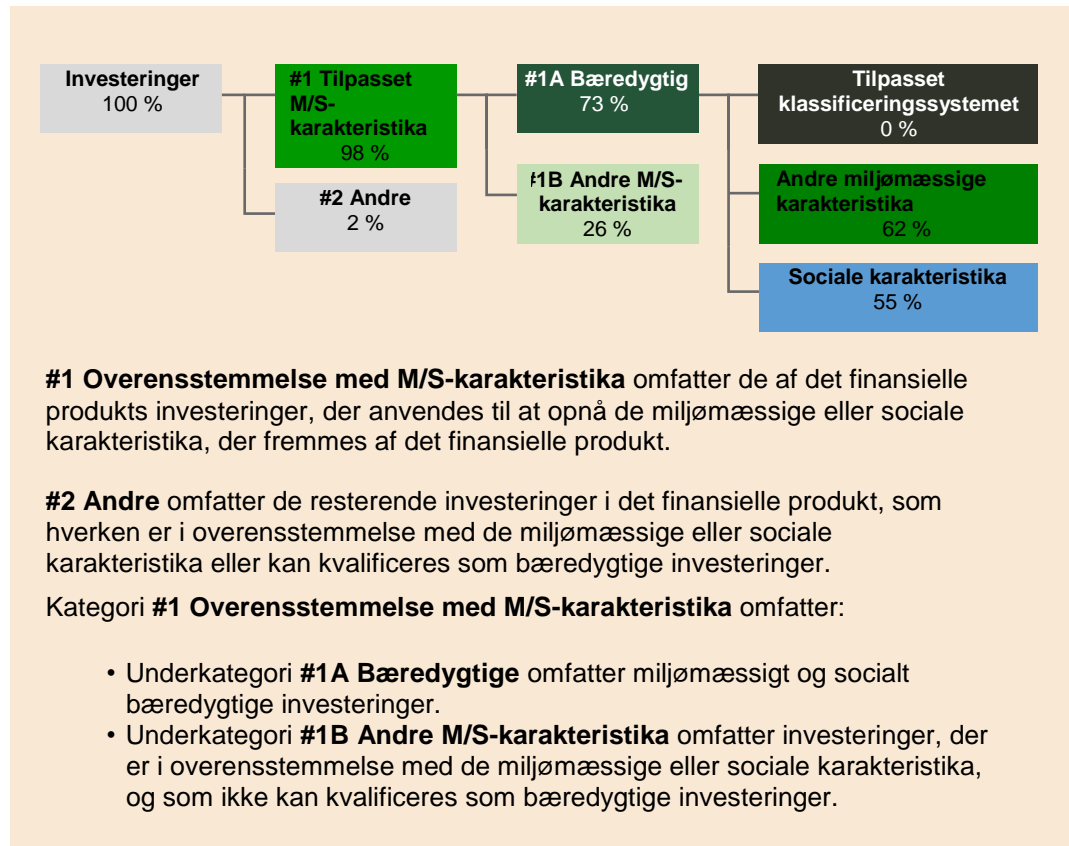 Investeringer
100 %
#1 Tilpasset
M/S-
karakteristika
98 %
#2 Andre
2 %
#1A Bæredygtig
73 %
#1B Andre M/S-
karakteristika
26 %
Tilpasset
klassificeringssystemet
0 %
Andre miljømæssige
karakteristika
62 %
Sociale karakteristika
55 %
#1 Overensstemmelse med M/S-karakteristika omfatter de af det finansielle
produkts investeringer, der anvendes til at opnå de miljømæssige eller sociale
karakteristika, der fremmes af det finansielle produkt.
#2 Andre omfatter de resterende investeringer i det finansielle produkt, som
hverken er i overensstemmelse med de miljømæssige eller sociale
karakteristika eller kan kvalificeres som bæredygtige investeringer.
Kategori #1 Overensstemmelse med M/S-karakteristika omfatter:
• Underkategori #1A Bæredygtige omfatter miljømæssigt og socialt
bæredygtige investeringer.
• Underkategori #1B Andre M/S-karakteristika omfatter investeringer, der
er i overensstemmelse med de miljømæssige eller sociale karakteristika,
og som ikke kan kvalificeres som bæredygtige investeringer.